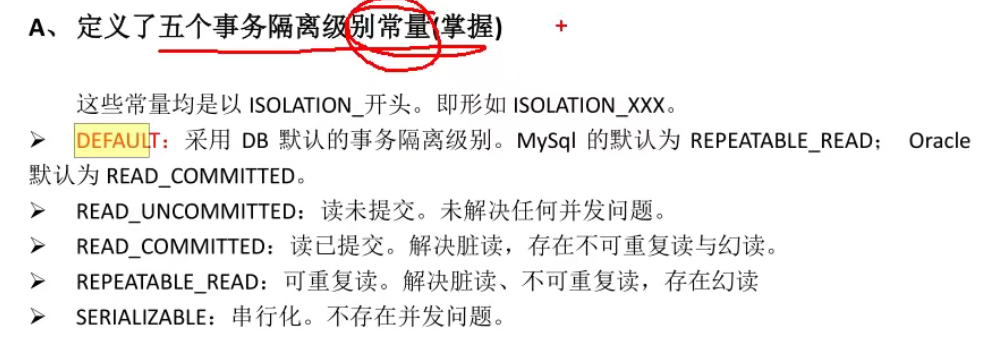 A、 定义了五个事务隔离级别常量(掌握)
这些常量均是以 ISOLATION_开头。即形如 ISOLATION_XXX。
➢ DEFAULT：采用 DB 默认的事务隔离级别。MySql 的默认为 REPEATABLE_READ； Oracle
默认为 READ_COMMITTED。
➢ READ_UNCOMMITTED：读未提交。未解决任何并发问题。
➢ READ_COMMITTED：读已提交。解决脏读，存在不可重复读与幻读。
➢ REPEATABLE_READ：可重复读。解决脏读、不可重复读，存在幻读
➢ SERIALIZABLE：串行化。不存在并发问题。